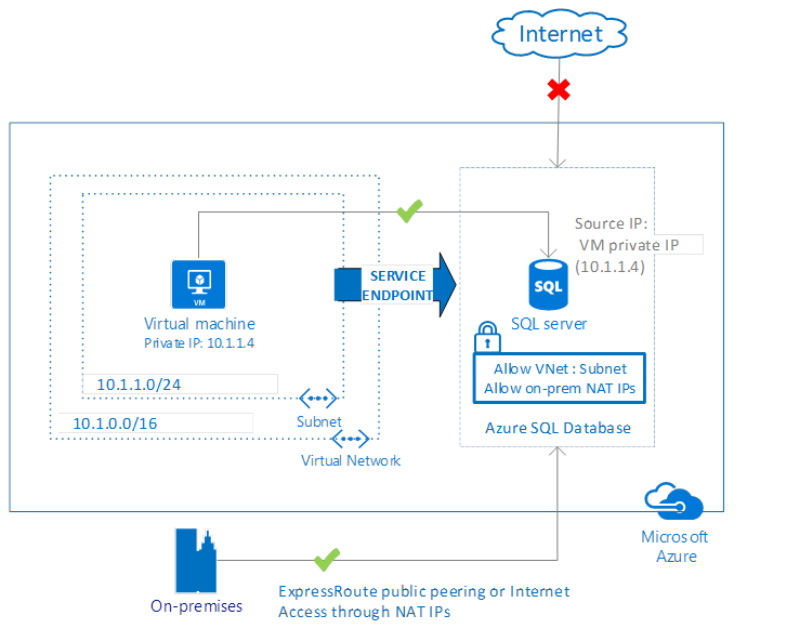 Internet
Source IP:
VM private IP
(10.1.1.4)
SERVICE
ENDPOINT
SQL
SQL server
VM
Virtual machine
Private IP: 10.1.1.4
Allow VNet : Subnet
Allow on-prem NAT IPs
10.1.1.0/24
10.1.0.0/16
Subnet
Azure SQL Database
Virtual Network
Microsoft
Azure
On-premises
ExpressRoute public peering or Internet
Access through NAT IPs